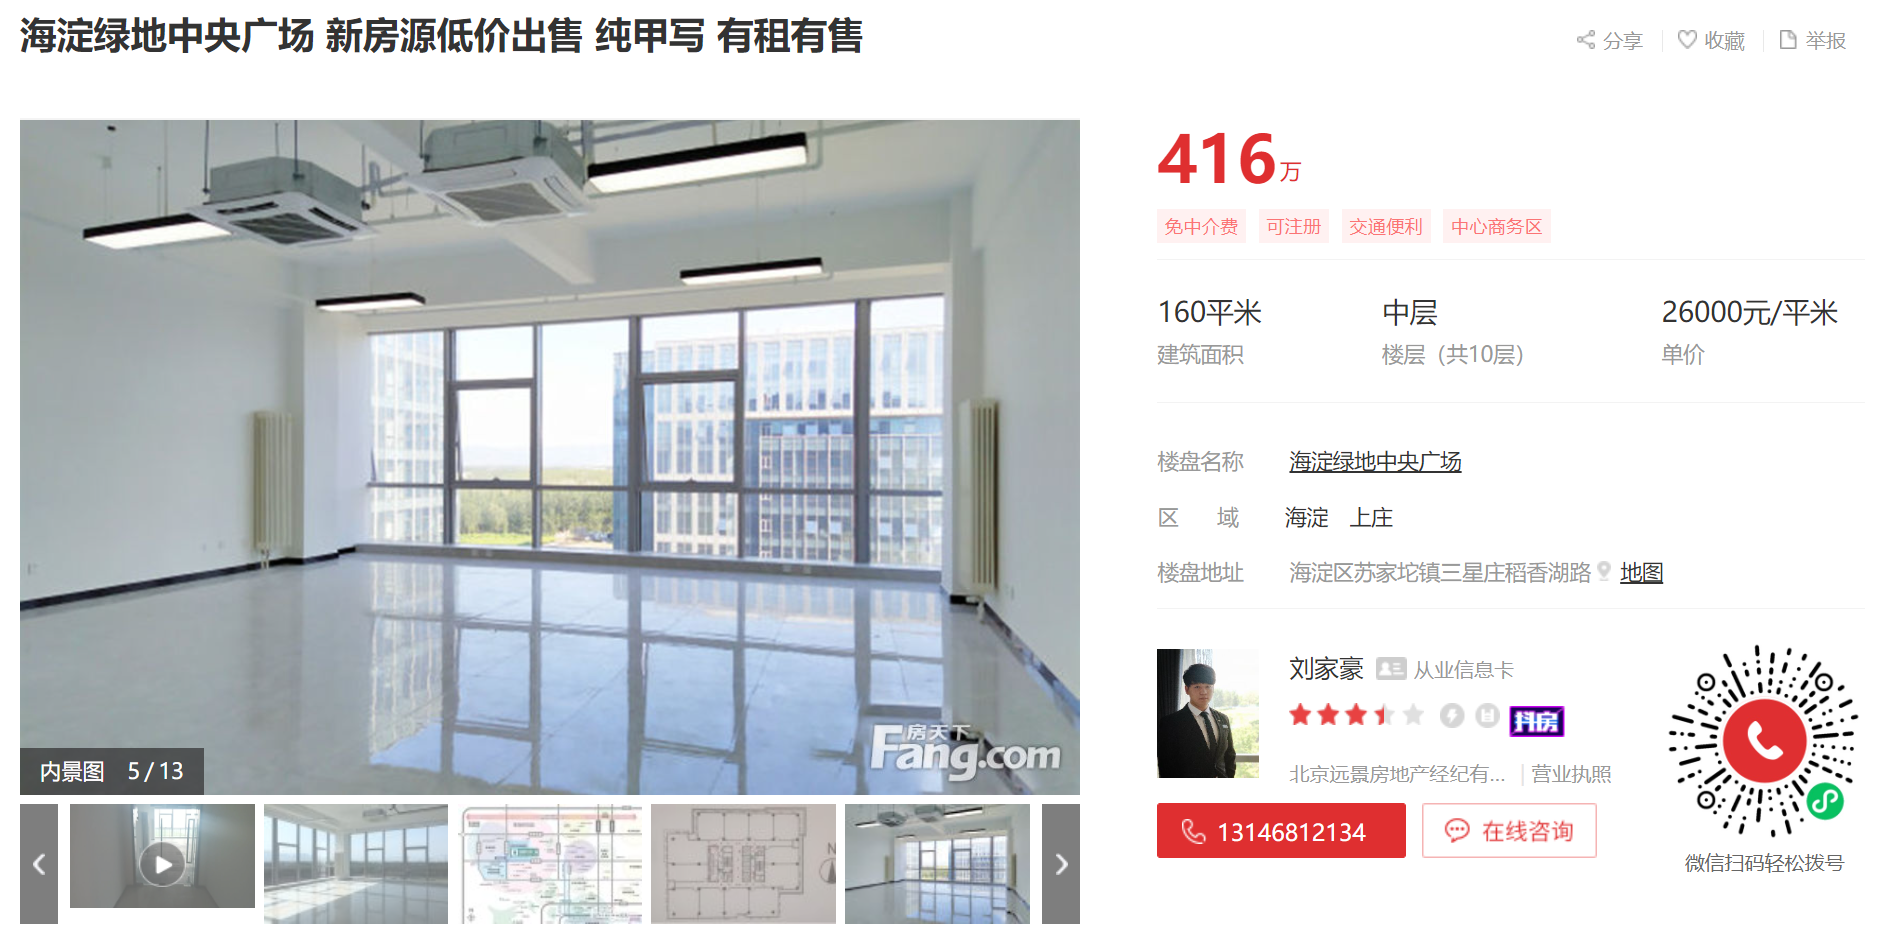 海淀绿地中央广场 新房源低价出售 纯甲写 有租有售
分享 收藏 举报
416万
免中介费 可注册 交通便利 中心商务区
160平米 中层 26000元/平米
建筑面积 楼层（共10层） 单价
楼盘名称 海淀绿地中央广场
区 域 海淀 上庄
楼盘地址 海淀区苏家坨镇三星庄稻香湖路 地图
房天下
Fang.com
内景图 5/13
刘家豪 从业信息卡
抖房
北京远景房地产经纪有... 营业执照
13146812134 在线咨询
微信扫码轻松拨号
N